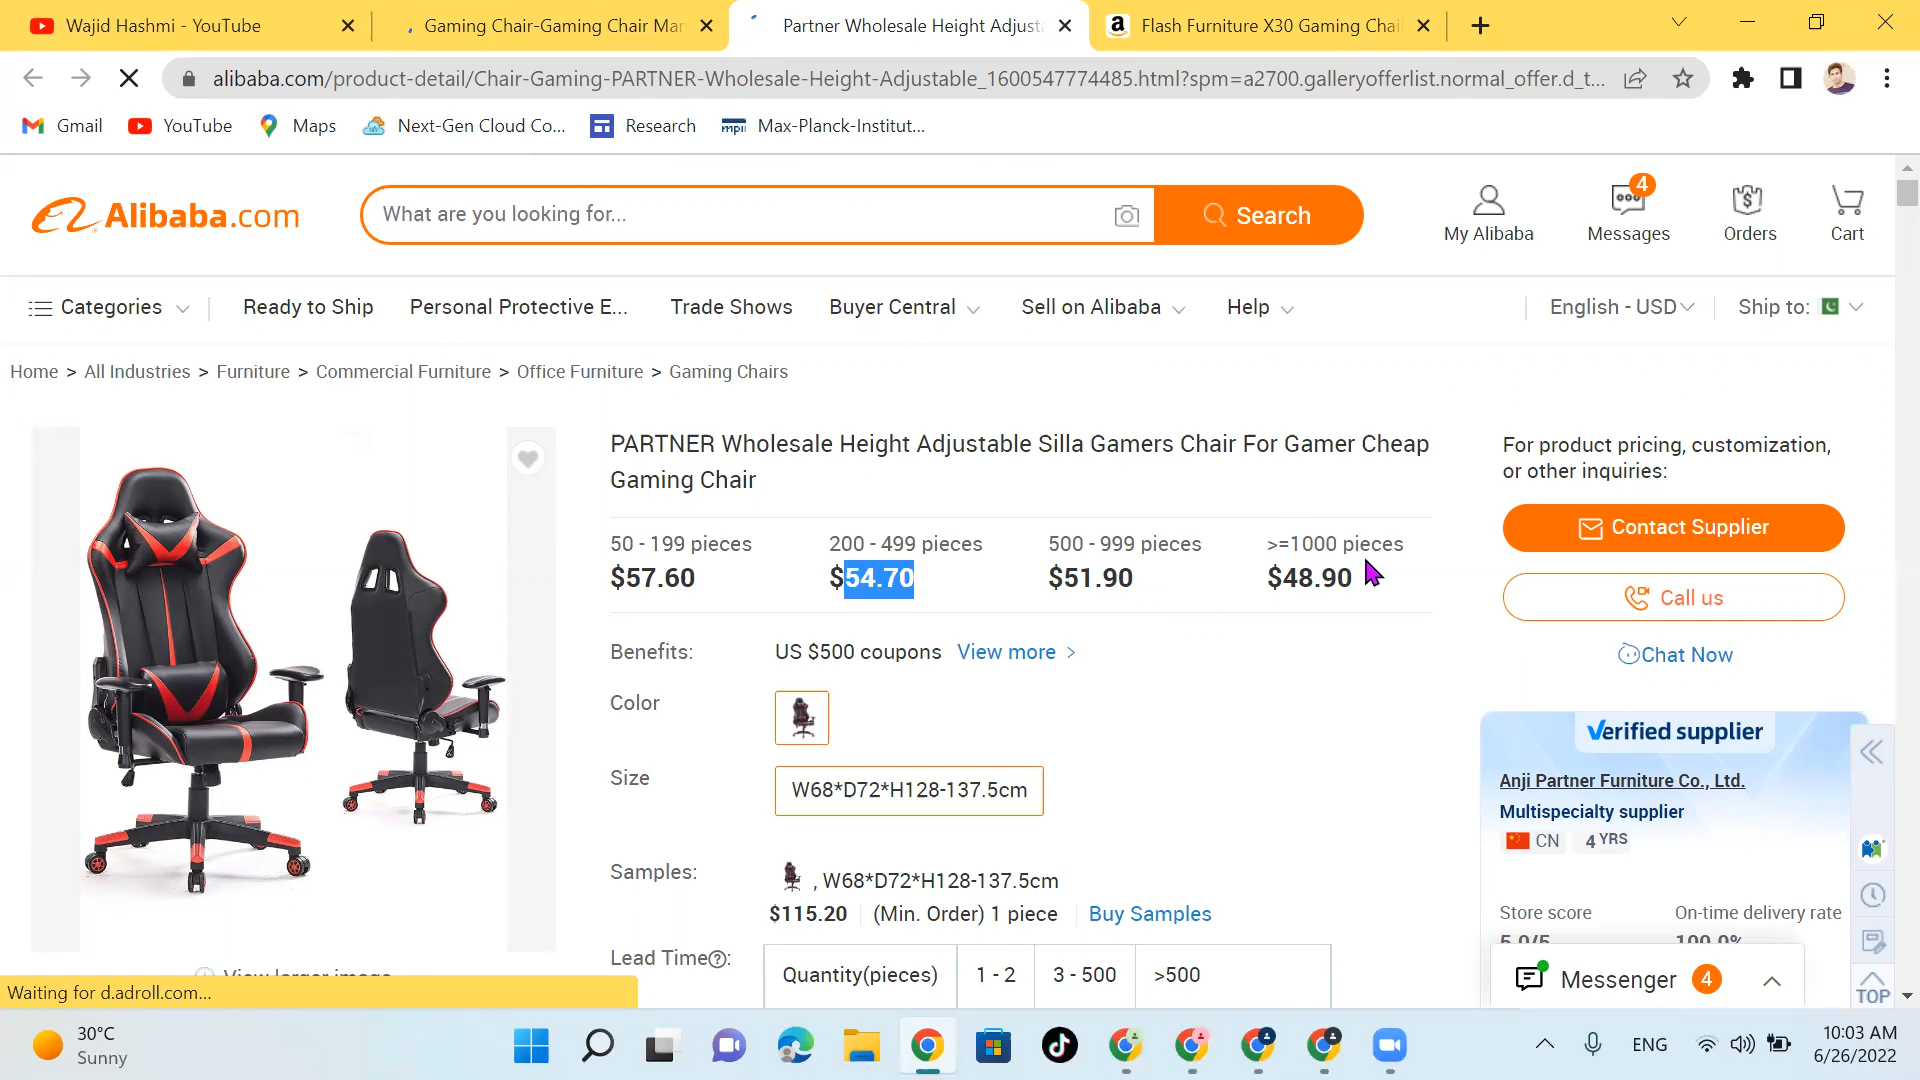 Wajid Hashmi - YouTube
Gaming Chair-Gaming Chair Man
Partner Wholesale Height Adjusta
Flash Furniture X30 Gaming Chai
alibaba.com/product-detail/Chair-Gaming-PARTNER-Wholesale-Height-Adjustable_1600547774485.html?spm=a2700.galleryofferlist.normal_offer.d_t...
Gmail YouTube Maps Next-Gen Cloud Co... Research Max-Planck-Institut...
Alibaba.com
What are you looking for...
Search
4
My Alibaba Messages Orders Cart
Categories Ready to Ship Personal Protective E... Trade Shows Buyer Central Sell on Alibaba Help English - USD Ship to:
Home > All Industries > Furniture > Commercial Furniture > Office Furniture > Gaming Chairs
PARTNER Wholesale Height Adjustable Silla Gamers Chair For Gamer Cheap
Gaming Chair
50 - 199 pieces 200 - 499 pieces 500 - 999 pieces >=1000 pieces
$57.60 $54.70 $51.90 $48.90
Benefits: US $500 coupons View more >
Color
Size W68*D72*H128-137.5cm
Samples: , W68*D72*H128-137.5cm
$115.20 (Min. Order) 1 piece Buy Samples
Lead Time?:
Quantity(pieces) 1 - 2 3 - 500 >500
For product pricing, customization,
or other inquiries:
Contact Supplier
Call us
Chat Now
Verified supplier
Anji Partner Furniture Co., Ltd.
Multispecialty supplier
CN 4 YRS
Store score On-time delivery rate
5.0/5 100.0%
Messenger 4
TOP
View larger image
Waiting for d.adroll.com...
30°C
Sunny
ENG
10:03 AM
6/26/2022